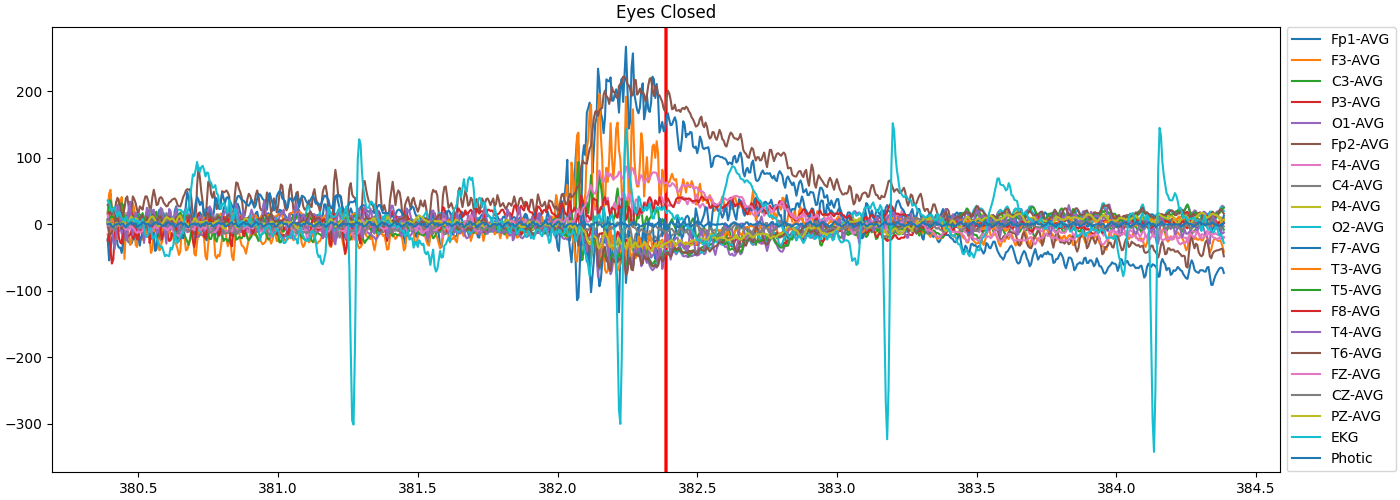 Eyes Closed
200
100
0
−100
−200
−300
380.5 381.0 381.5 382.0 382.5 383.0 383.5 384.0 384.5
Fp1-AVG
F3-AVG
C3-AVG
P3-AVG
O1-AVG
Fp2-AVG
F4-AVG
C4-AVG
P4-AVG
O2-AVG
F7-AVG
T3-AVG
T5-AVG
F8-AVG
T4-AVG
T6-AVG
FZ-AVG
CZ-AVG
PZ-AVG
EKG
Photic